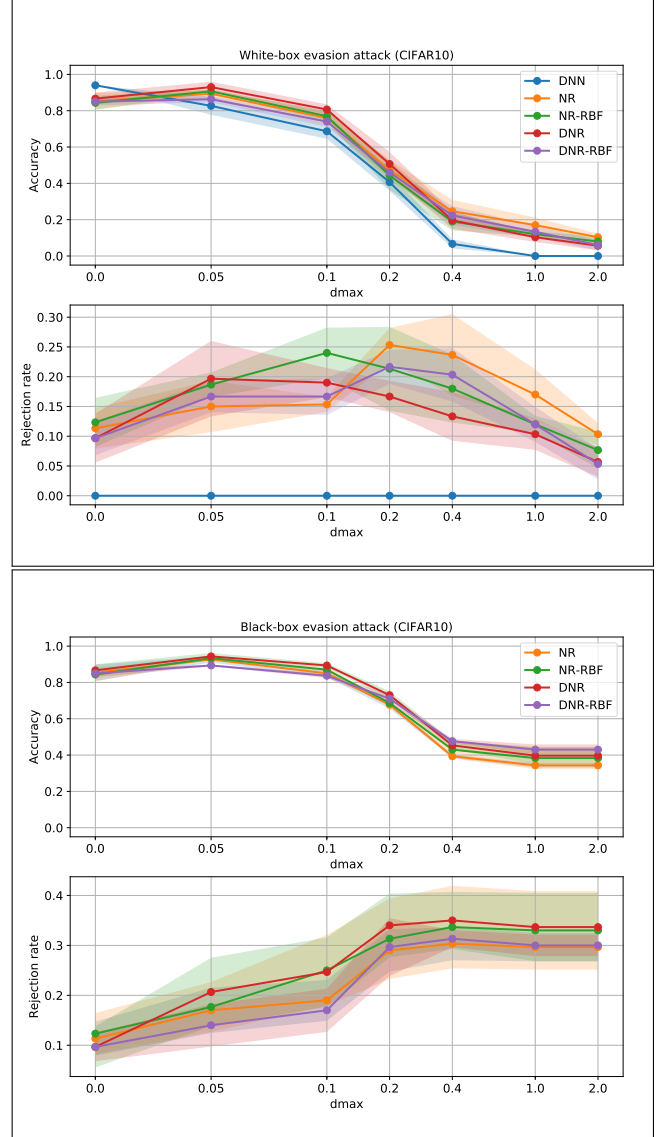 White-box evasion attack (CIFAR10)
1.0
0.8
0.6
0.4
0.2
0.0
Accuracy
DNN
NR
NR-RBF
DNR
DNR-RBF
0.0 0.05 0.1 0.2 0.4 1.0 2.0
dmax
0.30
0.25
0.20
0.15
0.10
0.05
0.00
Rejection rate
0.0 0.05 0.1 0.2 0.4 1.0 2.0
dmax
Black-box evasion attack (CIFAR10)
1.0
0.8
0.6
0.4
0.2
0.0
Accuracy
NR
NR-RBF
DNR
DNR-RBF
0.0 0.05 0.1 0.2 0.4 1.0 2.0
dmax
0.4
0.3
0.2
0.1
Rejection rate
0.0 0.05 0.1 0.2 0.4 1.0 2.0
dmax